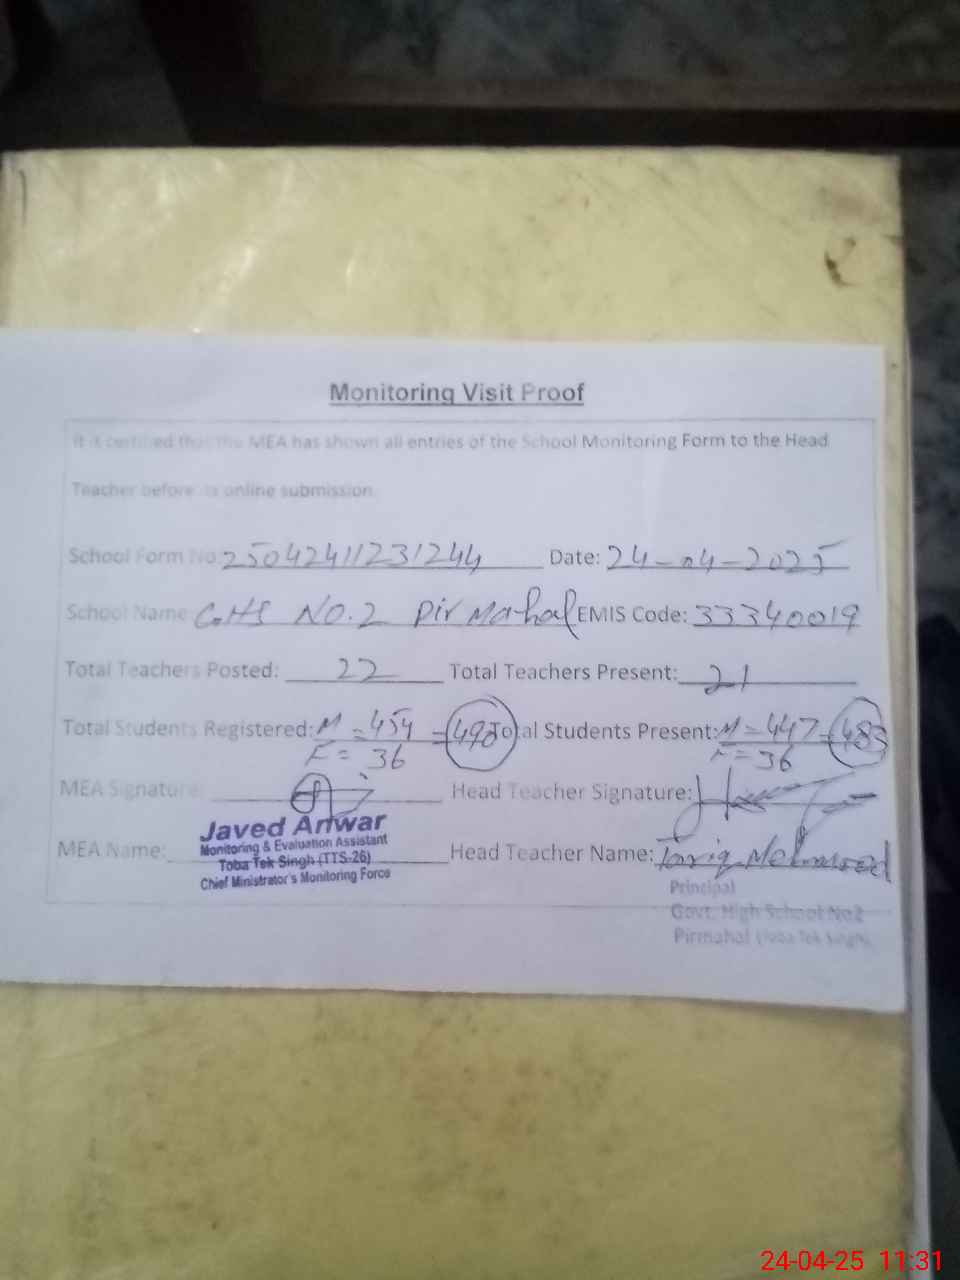 Monitoring Visit Proof
It is certified that the MEA has shown all entries of the School Monitoring Form to the Head
Teacher before its online submission.
School Form No: 25042411231244 Date: 24-04-2025
School Name: GHS NO.2 Pir Mahal EMIS Code: 33340019
Total Teachers Posted: 22 Total Teachers Present: 21
Total Students Registered: M = 454 = 490 Total Students Present: M = 447 = 483
F = 36 F = 36
MEA Signature: Head Teacher Signature:
Javed Anwar
Monitoring & Evaluation Assistant
MEA Name: Toba Tek Singh (TTS-26) Head Teacher Name: Tariq Mehmood
Chief Ministrator's Monitoring Force
Principal
Govt. High School No.2
Pirmahal (Toba Tek Singh)
24-04-25 11:31